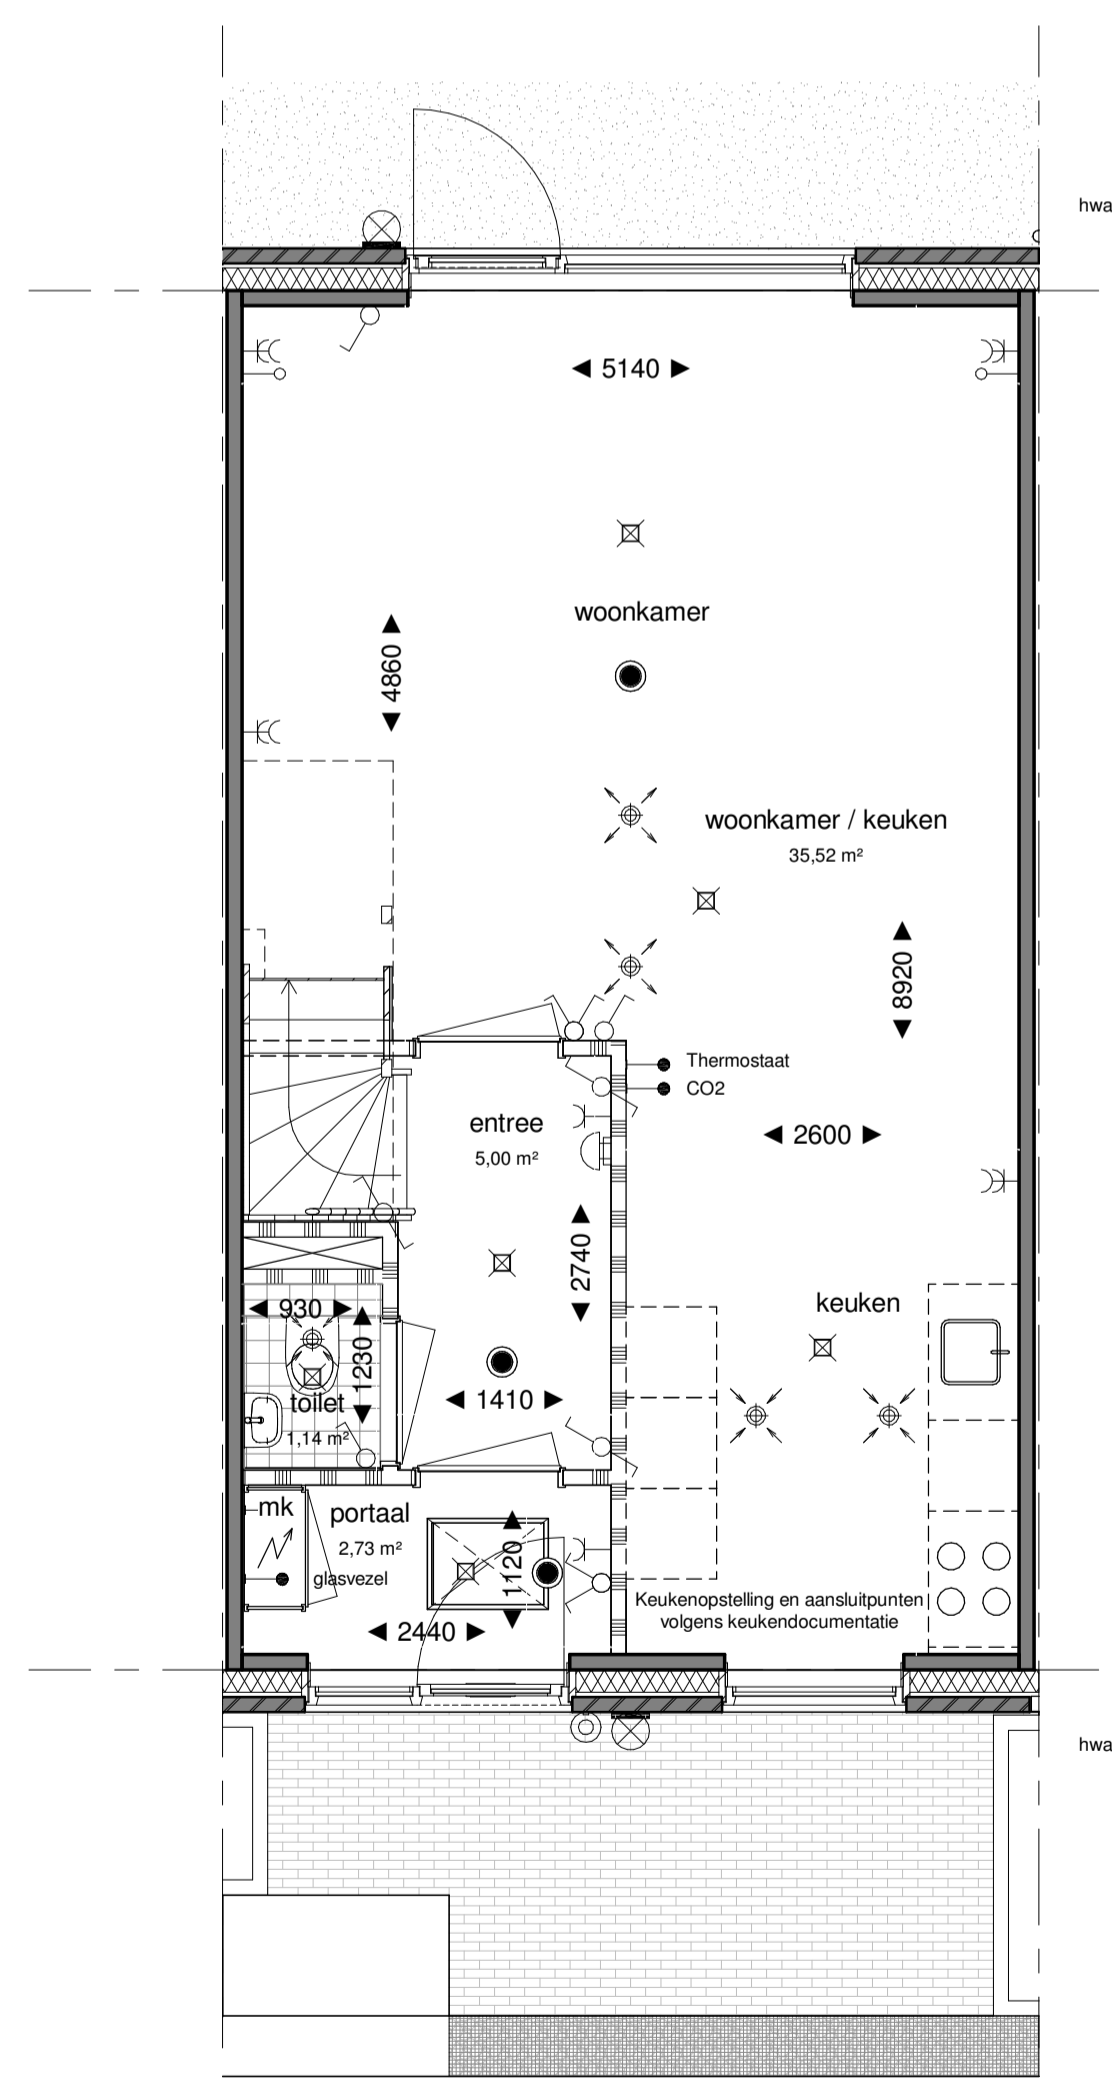 hwa
◄ 5140 ►
woonkamer
◄ 4860 ►
woonkamer / keuken
35,52 m²
◄ 8920 ►
Thermostaat
CO2
entree
5,00 m²
◄ 2600 ►
◄ 2740 ►
keuken
◄ 930 ►
◄ 1230 ►
toilet
1,14 m²
◄ 1410 ►
mk
portaal
2,73 m²
glasvezel
◄ 1120 ►
◄ 2440 ►
Keukenopstelling en aansluitpunten
volgens keukendocumentatie
hwa